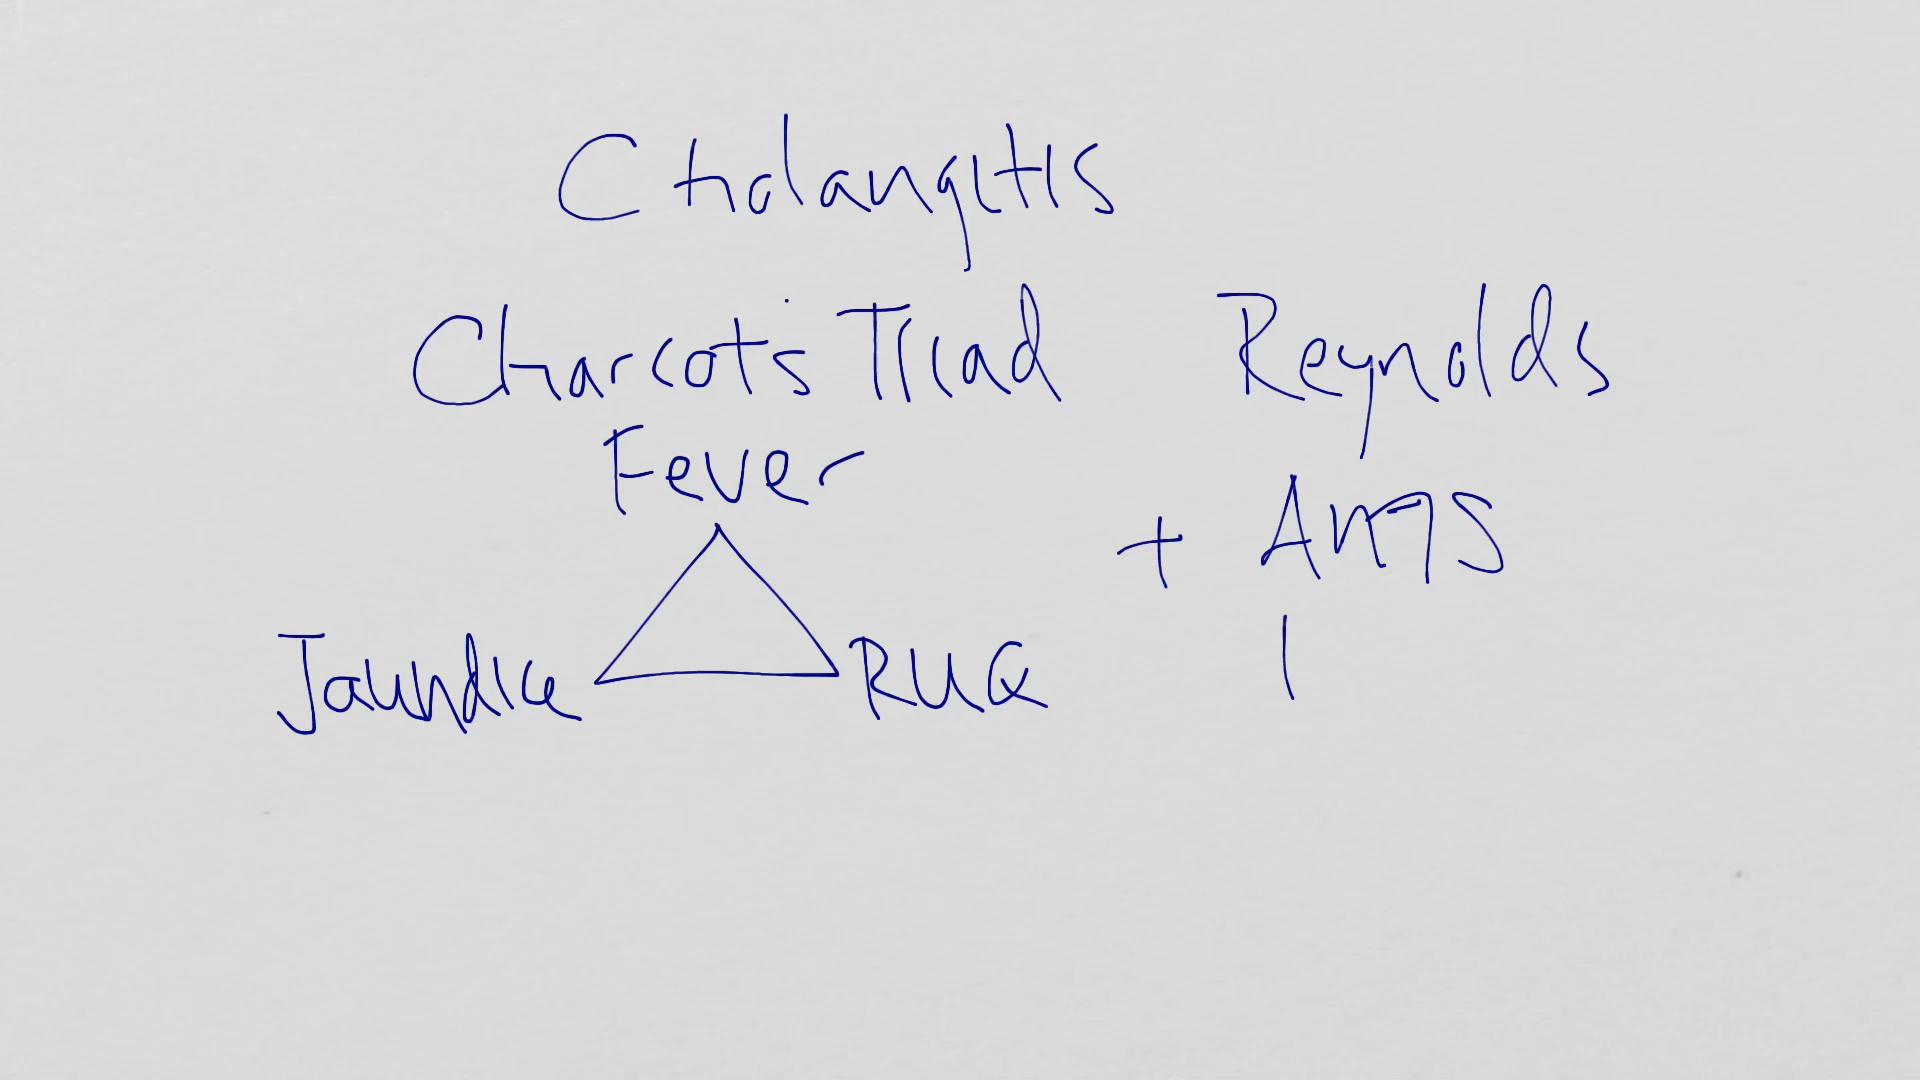 Cholangitis
Charcot's Triad Reynolds
Fever
+ AMS
Jaundice RUQ